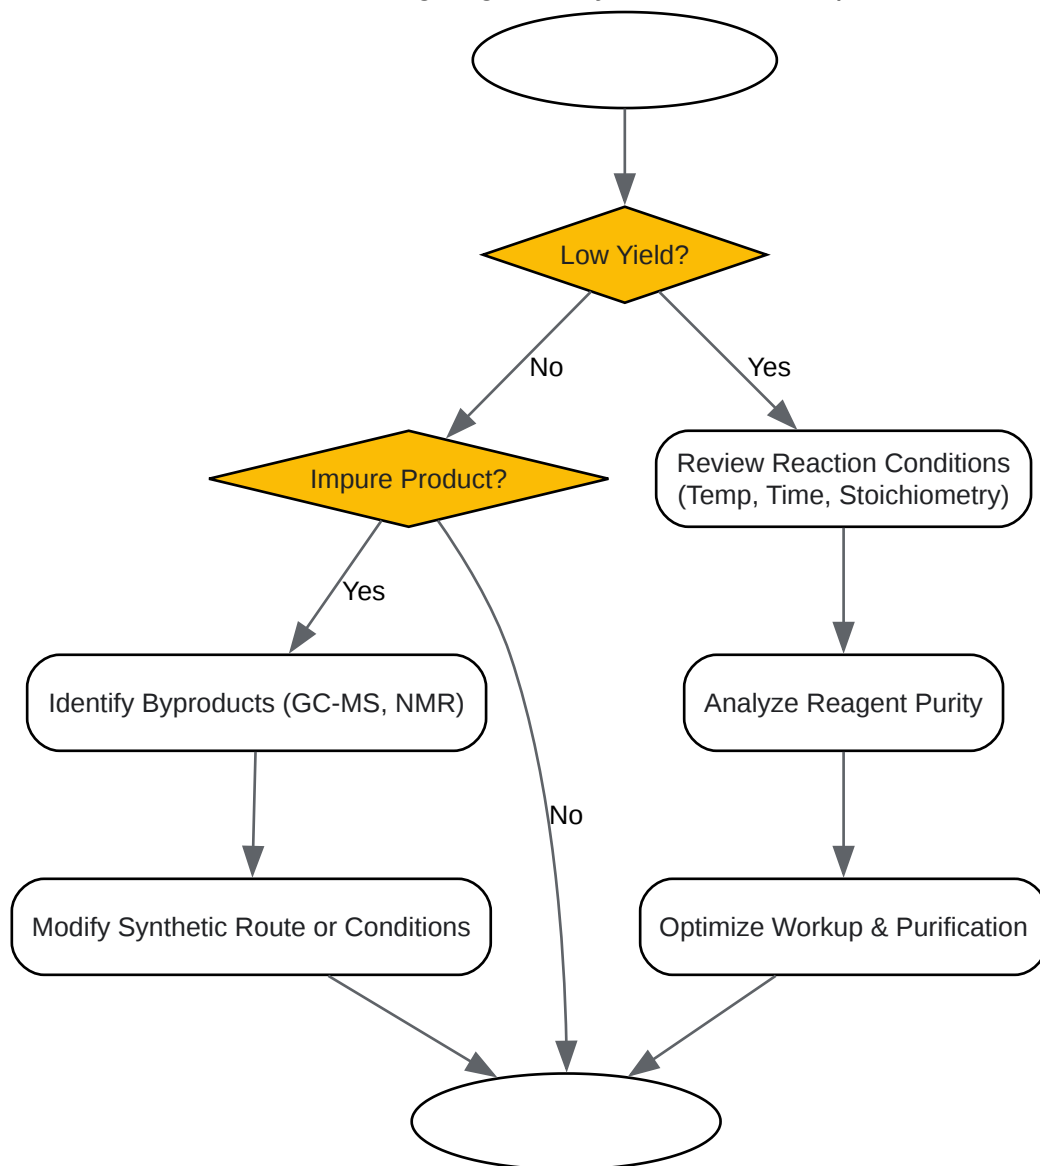 Low Yield?
No
Yes
Impure Product?
Review Reaction Conditions
(Temp, Time, Stoichiometry)
Yes
Identify Byproducts (GC-MS, NMR)
Analyze Reagent Purity
No
Modify Synthetic Route or Conditions
Optimize Workup & Purification